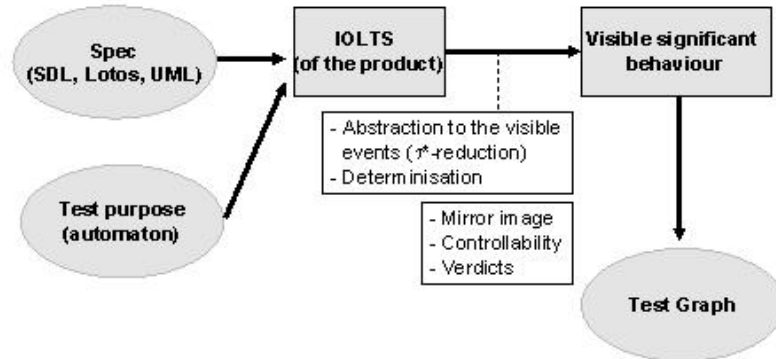 Spec
(SDL, Lotos, UML)
IOLTS
(of the product)
Visible significant
behaviour
- Abstraction to the visible
events (τ*-reduction)
- Determinisation
Test purpose
(automaton)
- Mirror image
- Controllability
- Verdicts
Test Graph